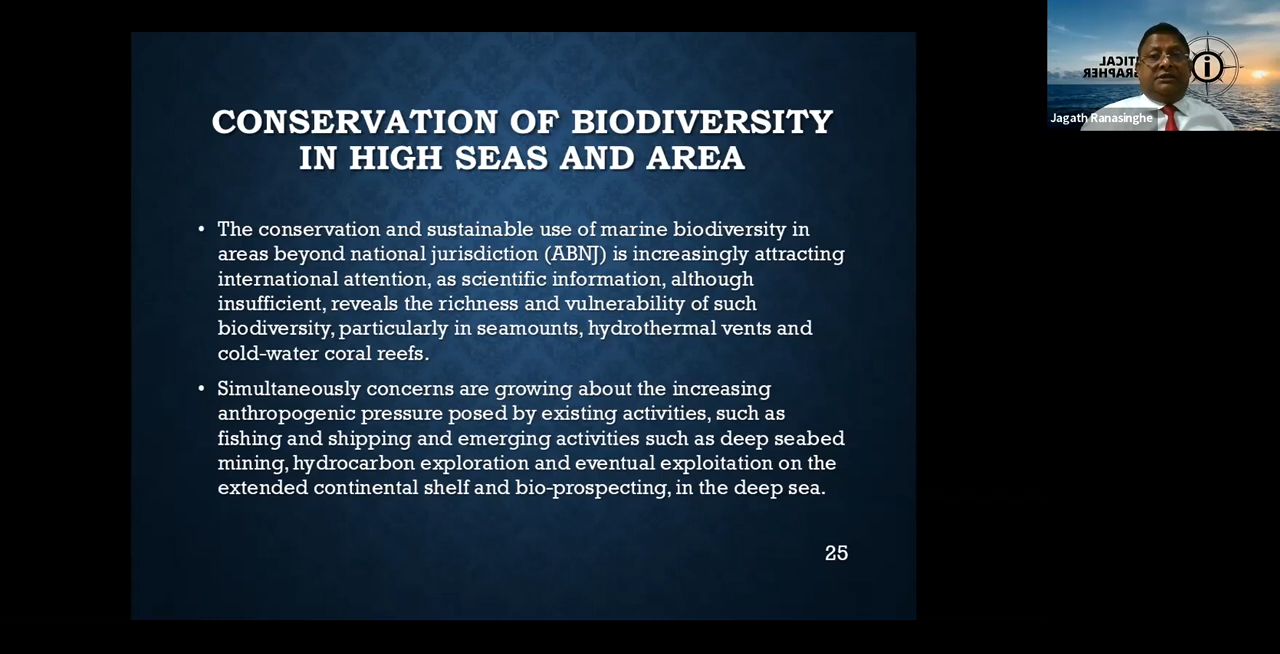 CONSERVATION OF BIODIVERSITY
IN HIGH SEAS AND AREA
• The conservation and sustainable use of marine biodiversity in
areas beyond national jurisdiction (ABNJ) is increasingly attracting
international attention, as scientific information, although
insufficient, reveals the richness and vulnerability of such
biodiversity, particularly in seamounts, hydrothermal vents and
cold-water coral reefs.
• Simultaneously concerns are growing about the increasing
anthropogenic pressure posed by existing activities, such as
fishing and shipping and emerging activities such as deep seabed
mining, hydrocarbon exploration and eventual exploitation on the
extended continental shelf and bio-prospecting, in the deep sea.
25
i
Jagath Ranasinghe